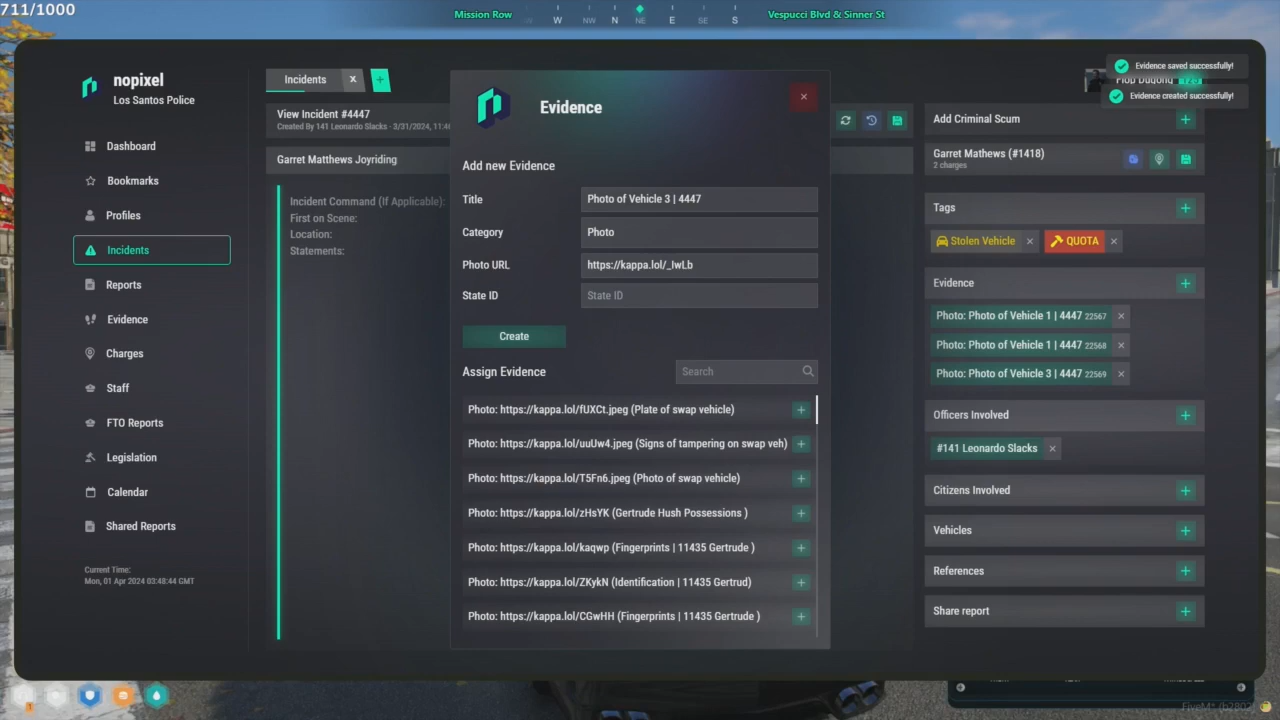 711/1000
Mission Row
W
NW
N
NE
E
SE
S
Vespucci Blvd & Sinner St
nopixel
Los Santos Police
Dashboard
Bookmarks
Profiles
Incidents
Reports
Evidence
Charges
Staff
FTO Reports
Legislation
Calendar
Shared Reports
Current Time:
Mon, 01 Apr 2024 03:48:44 GMT
Incidents
View Incident #4447
Created By 141 Leonardo Slacks - 3/31/2024, 11:4
Garret Matthews Joyriding
Incident Command (If Applicable):
First on Scene:
Location:
Statements:
Evidence
Add new Evidence
Title
Photo of Vehicle 3 | 4447
Category
Photo
Photo URL
https://kappa.lol/_IwLb
State ID
State ID
Create
Assign Evidence
Search
Photo: https://kappa.lol/fUXCt.jpeg (Plate of swap vehicle)
Photo: https://kappa.lol/uuUw4.jpeg (Signs of tampering on swap veh)
Photo: https://kappa.lol/T5Fn6.jpeg (Photo of swap vehicle)
Photo: https://kappa.lol/zHsYK (Gertrude Hush Possessions )
Photo: https://kappa.lol/kaqwp (Fingerprints | 11435 Gertrude )
Photo: https://kappa.lol/ZKykN (Identification | 11435 Gertrud)
Photo: https://kappa.lol/CGwHH (Fingerprints | 11435 Gertrude )
Evidence saved successfully!
Flop Dugong
Evidence created successfully!
Add Criminal Scum
Garret Mathews (#1418)
2 charges
Tags
Stolen Vehicle
QUOTA
Evidence
Photo: Photo of Vehicle 1 | 4447 22567
Photo: Photo of Vehicle 1 | 4447 22568
Photo: Photo of Vehicle 3 | 4447 22569
Officers Involved
#141 Leonardo Slacks
Citizens Involved
Vehicles
References
Share report
1
FiveM* (b2802)